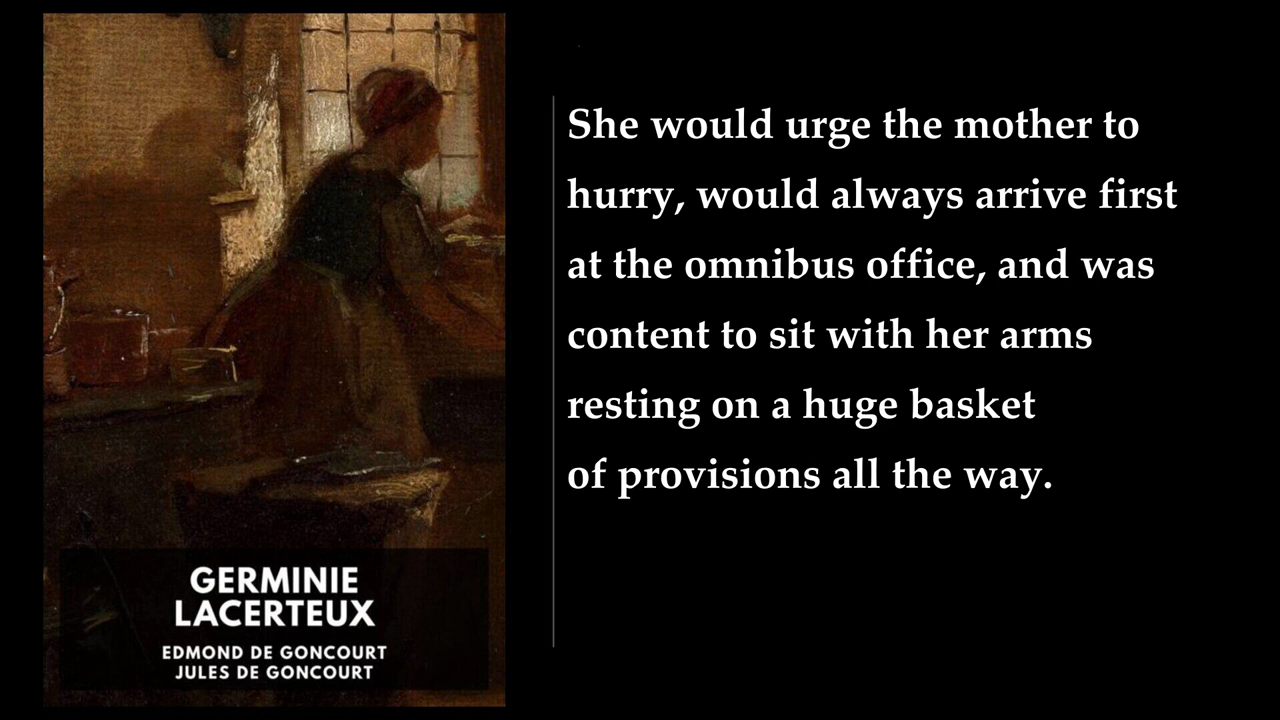 She would urge the mother to
hurry, would always arrive first
at the omnibus office, and was
content to sit with her arms
resting on a huge basket
of provisions all the way.
GERMINIE
LACERTEUX
EDMOND DE GONCOURT
JULES DE GONCOURT